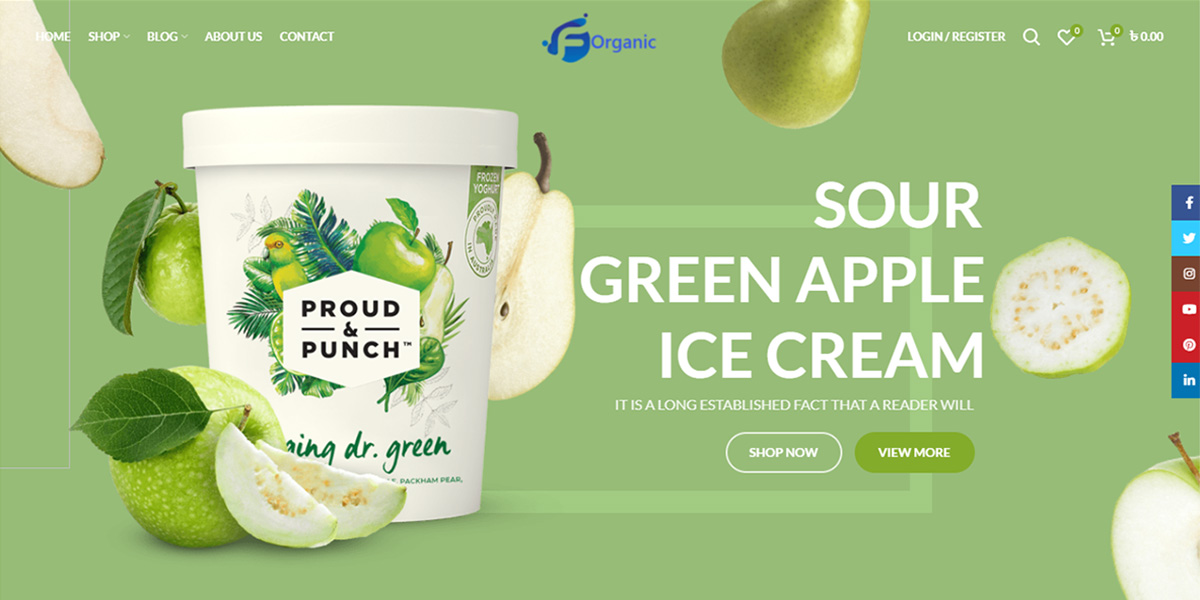 HOME SHOP BLOG ABOUT US CONTACT
Organic
LOGIN / REGISTER 0 0 ৳ 0.00
FROZEN
YOGHURT
IN AUSTRALIA
PROUD
&
PUNCH™
dr. green
PACKHAM PEAR,
SOUR
GREEN APPLE
ICE CREAM
IT IS A LONG ESTABLISHED FACT THAT A READER WILL
SHOP NOW VIEW MORE